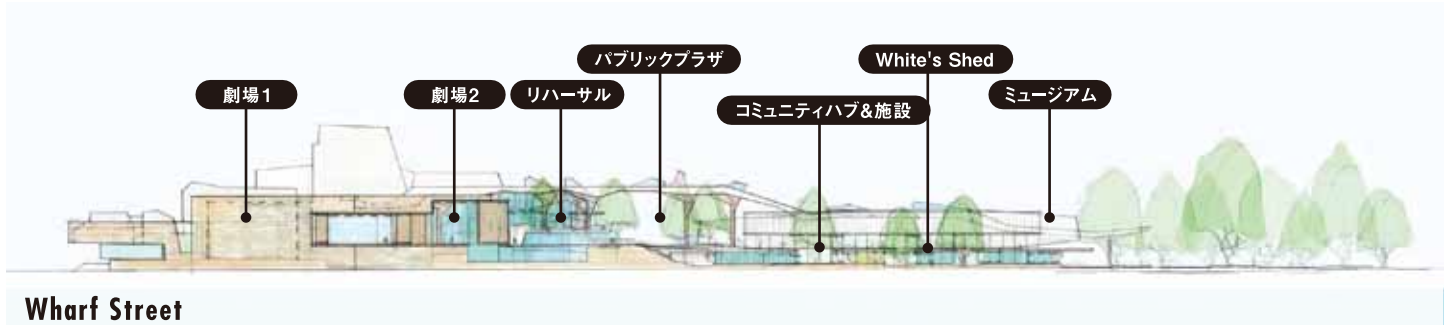 パブリックプラザ
White's Shed
劇場1
劇場2
リハーサル
コミュニティハブ&施設
ミュージアム
Wharf Street